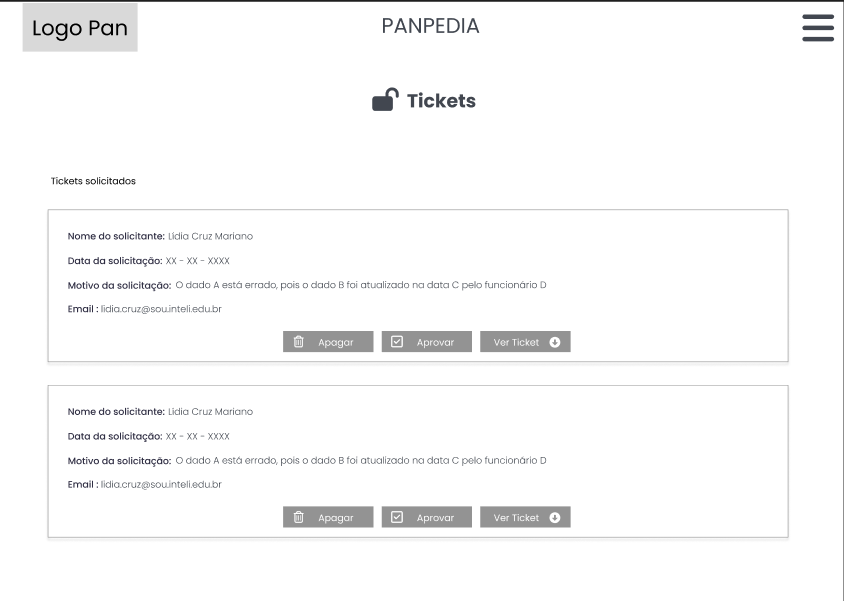 Logo Pan
PANPEDIA
Tickets
Tickets solicitados
Nome do solicitante: Lídia Cruz Mariano
Data da solicitação: XX - XX - XXXX
Motivo da solicitação: O dado A está errado, pois o dado B foi atualizado na data C pelo funcionário D
Email : lidia.cruz@sou.inteli.edu.br
Apagar Aprovar Ver Ticket
Nome do solicitante: Lídia Cruz Mariano
Data da solicitação: XX - XX - XXXX
Motivo da solicitação: O dado A está errado, pois o dado B foi atualizado na data C pelo funcionário D
Email : lidia.cruz@sou.inteli.edu.br
Apagar Aprovar Ver Ticket